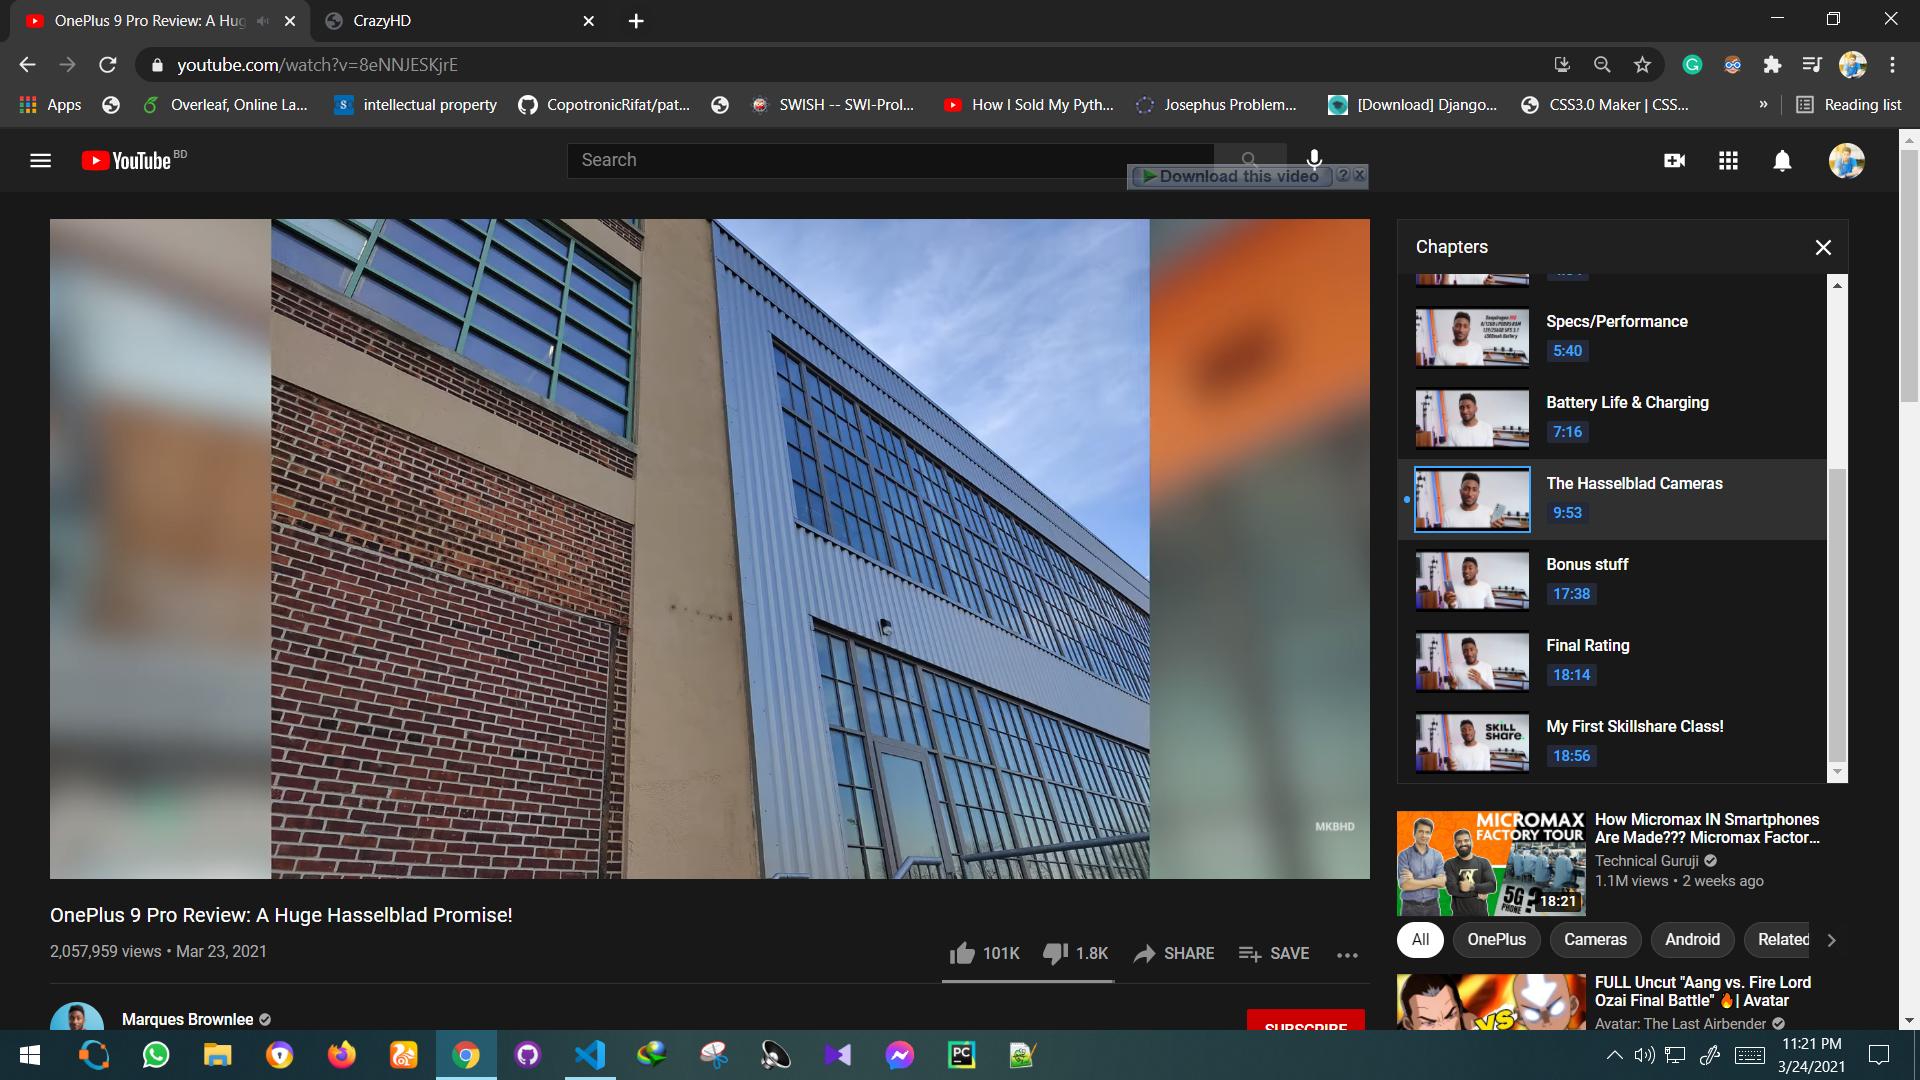 OnePlus 9 Pro Review: A Hug
CrazyHD
youtube.com/watch?v=8eNNJESKjrE
Apps
Overleaf, Online La...
intellectual property
CopotronicRifat/pat...
SWISH -- SWI-Prol...
How I Sold My Pyth...
Josephus Problem...
[Download] Django...
CSS3.0 Maker | CSS...
»
Reading list
YouTube BD
Search
Download this video
MKBHD
Chapters
Specs/Performance
5:40
Battery Life & Charging
7:16
The Hasselblad Cameras
9:53
Bonus stuff
17:38
Final Rating
18:14
SKILL
SHARE.
My First Skillshare Class!
18:56
OnePlus 9 Pro Review: A Huge Hasselblad Promise!
2,057,959 views • Mar 23, 2021
101K
1.8K
SHARE
SAVE
Marques Brownlee
SUBSCRIBE
MICROMAX
FACTORY TOUR
5G ?
PHONE
18:21
How Micromax IN Smartphones
Are Made??? Micromax Factor...
Technical Guruji
1.1M views • 2 weeks ago
All
OnePlus
Cameras
Android
Related
VS
FULL Uncut "Aang vs. Fire Lord
Ozai Final Battle" 🔥| Avatar
Avatar: The Last Airbender
PC
11:21 PM
3/24/2021